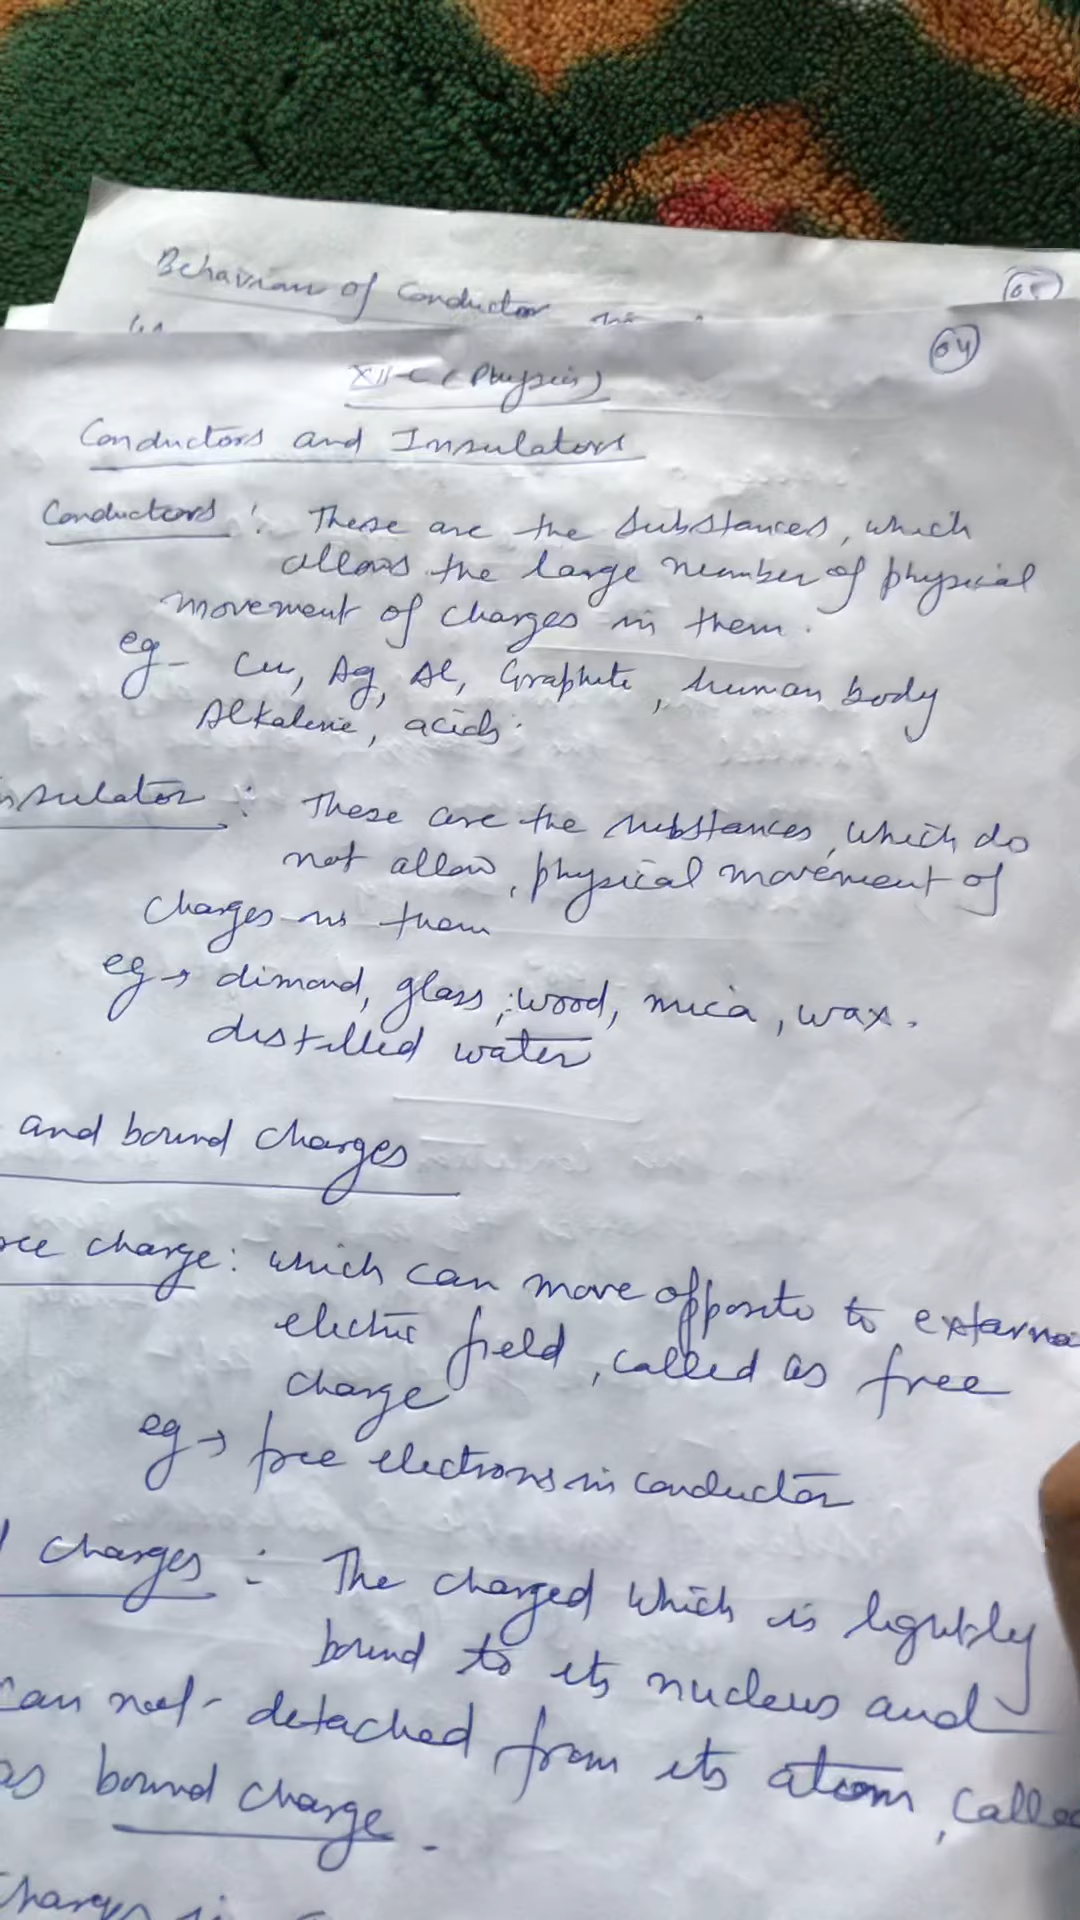 Behaviour of Conductor
05
04
XII-C (Physics)
Conductors and Insulators
Conductors : These are the substances, which
allows the large number of physical
movement of charges in them.
eg- Cu, Ag, Al, Graphite, human body
Alkaline, acids.
nsulator : These are the substances, which do
not allow, physical movement of
charges in them
eg → dimond, glass, wood, mica, wax.
distilled water
and bound charges
ree charge: which can move opposite to externa
electric field, called as free
charge
eg → free electrons in conductor
charges : The charged which is lightly
bound to its nucleus and
can not detached from its atom, calle
as bound charge.
charges in